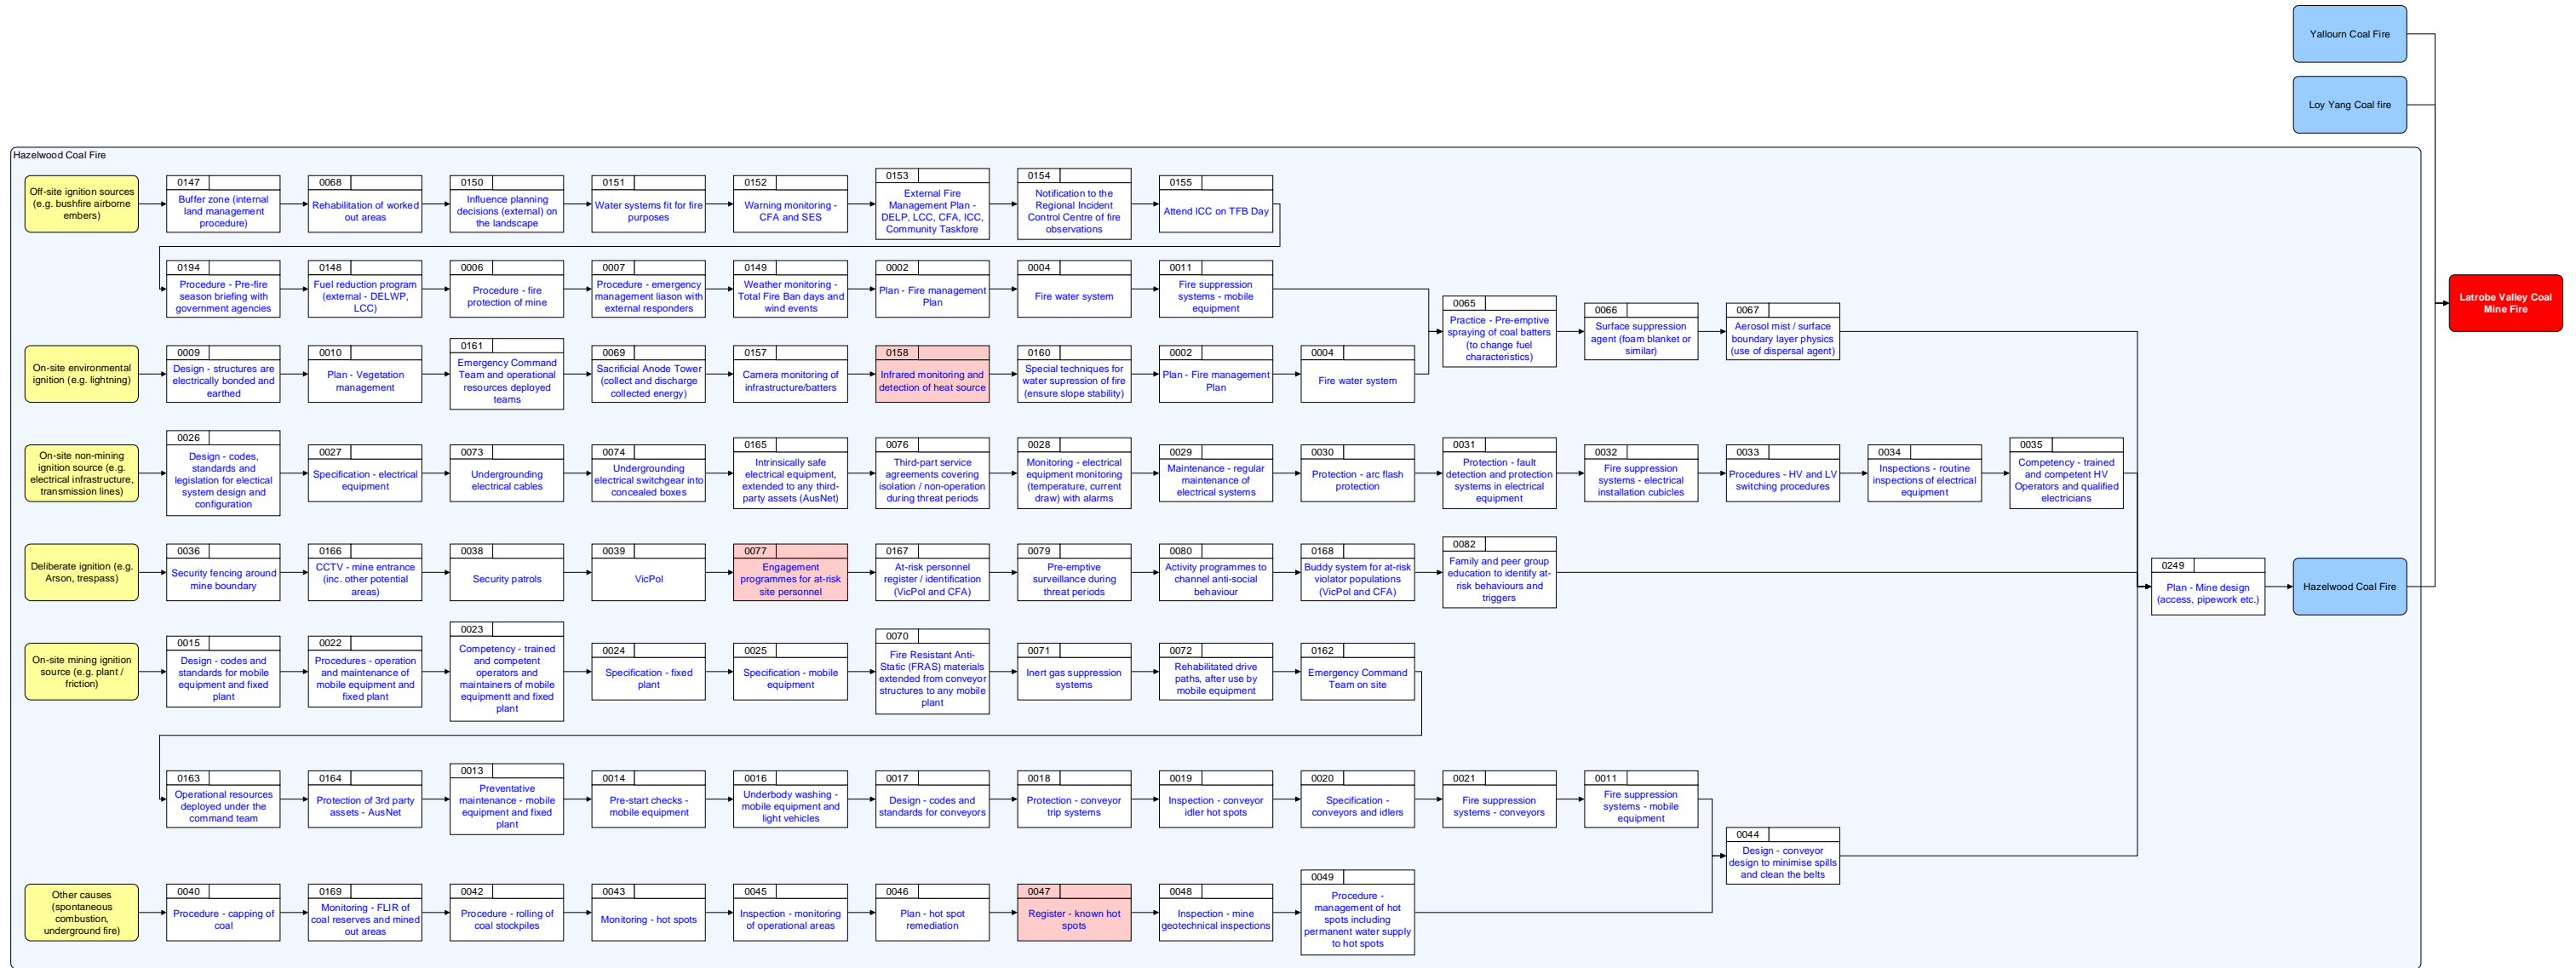 Yallourn Coal Fire
Loy Yang Coal fire
Hazelwood Coal Fire
Off-site ignition sources
(e.g. bushfire airborne
embers)
0147
Buffer zone (internal
land management
procedure)
0068
Rehabilitation of worked
out areas
0150
Influence planning
decisions (external) on
the landscape
0151
Water systems fit for fire
purposes
0152
Warning monitoring -
CFA and SES
0153
External Fire
Management Plan -
DELP, LCC, CFA, ICC,
Community Taskfore
0154
Notification to the
Regional Incident
Control Centre of fire
observations
0155
Attend ICC on TFB Day
0194
Procedure - Pre-fire
season briefing with
government agencies
0148
Fuel reduction program
(external - DELWP,
LCC)
0006
Procedure - fire
protection of mine
0007
Procedure - emergency
management liason with
external responders
0149
Weather monitoring -
Total Fire Ban days and
wind events
0002
Plan - Fire management
Plan
0004
Fire water system
0011
Fire suppression
systems - mobile
equipment
0065
Practice - Pre-emptive
spraying of coal batters
(to change fuel
characteristics)
0066
Surface suppression
agent (foam blanket or
similar)
0067
Aerosol mist / surface
boundary layer physics
(use of dispersal agent)
Latrobe Valley Coal
Mine Fire
On-site environmental
ignition (e.g. lightning)
0009
Design - structures are
electrically bonded and
earthed
0010
Plan - Vegetation
management
0161
Emergency Command
Team and operational
resources deployed
teams
0069
Sacrificial Anode Tower
(collect and discharge
collected energy)
0157
Camera monitoring of
infrastructure/batters
0158
Infrared monitoring and
detection of heat source
0160
Special techniques for
water supression of fire
(ensure slope stability)
0002
Plan - Fire management
Plan
0004
Fire water system
On-site non-mining
ignition source (e.g.
electrical infrastructure,
transmission lines)
0026
Design - codes,
standards and
legislation for electical
system design and
configuration
0027
Specification - electrical
equipment
0073
Undergrounding
electrical cables
0074
Undergrounding
electrical switchgear into
concealed boxes
0165
Intrinsically safe
electrical equipment,
extended to any third-
party assets (AusNet)
0076
Third-part service
agreements covering
isolation / non-operation
during threat periods
0028
Monitoring - electrical
equipment monitoring
(temperature, current
draw) with alarms
0029
Maintenance - regular
maintenance of
electrical systems
0030
Protection - arc flash
protection
0031
Protection - fault
detection and protection
systems in electrical
equipment
0032
Fire suppression
systems - electrical
installation cubicles
0033
Procedures - HV and LV
switching procedures
0034
Inspections - routine
inspections of electrical
equipment
0035
Competency - trained
and competent HV
Operators and qualified
electricians
Deliberate ignition (e.g.
Arson, trespass)
0036
Security fencing around
mine boundary
0166
CCTV - mine entrance
(inc. other potential
areas)
0038
Security patrols
0039
VicPol
0077
Engagement
programmes for at-risk
site personnel
0167
At-risk personnel
register / identification
(VicPol and CFA)
0079
Pre-emptive
surveillance during
threat periods
0080
Activity programmes to
channel anti-social
behaviour
0168
Buddy system for at-risk
violator populations
(VicPol and CFA)
0082
Family and peer group
education to identify at-
risk behaviours and
triggers
0249
Plan - Mine design
(access, pipework etc.)
Hazelwood Coal Fire
On-site mining ignition
source (e.g. plant /
friction)
0015
Design - codes and
standards for mobile
equipment and fixed
plant
0022
Procedures - operation
and maintenance of
mobile equipment and
fixed plant
0023
Competency - trained
and competent
operators and
maintainers of mobile
equipmentt and fixed
plant
0024
Specification - fixed
plant
0025
Specification - mobile
equipment
0070
Fire Resistant Anti-
Static (FRAS) materials
extended from conveyor
structures to any mobile
plant
0071
Inert gas suppression
systems
0072
Rehabilitated drive
paths, after use by
mobile equipment
0162
Emergency Command
Team on site
0163
Operational resources
deployed under the
command team
0164
Protection of 3rd party
assets - AusNet
0013
Preventative
maintenance - mobile
equipment and fixed
plant
0014
Pre-start checks -
mobile equipment
0016
Underbody washing -
mobile equipment and
light vehicles
0017
Design - codes and
standards for conveyors
0018
Protection - conveyor
trip systems
0019
Inspection - conveyor
idler hot spots
0020
Specification -
conveyors and idlers
0021
Fire suppression
systems - conveyors
0011
Fire suppression
systems - mobile
equipment
0044
Design - conveyor
design to minimise spills
and clean the belts
Other causes
(spontaneous
combustion,
underground fire)
0040
Procedure - capping of
coal
0169
Monitoring - FLIR of
coal reserves and mined
out areas
0042
Procedure - rolling of
coal stockpiles
0043
Monitoring - hot spots
0045
Inspection - monitoring
of operational areas
0046
Plan - hot spot
remediation
0047
Register - known hot
spots
0048
Inspection - mine
geotechnical inspections
0049
Procedure -
management of hot
spots including
permanent water supply
to hot spots